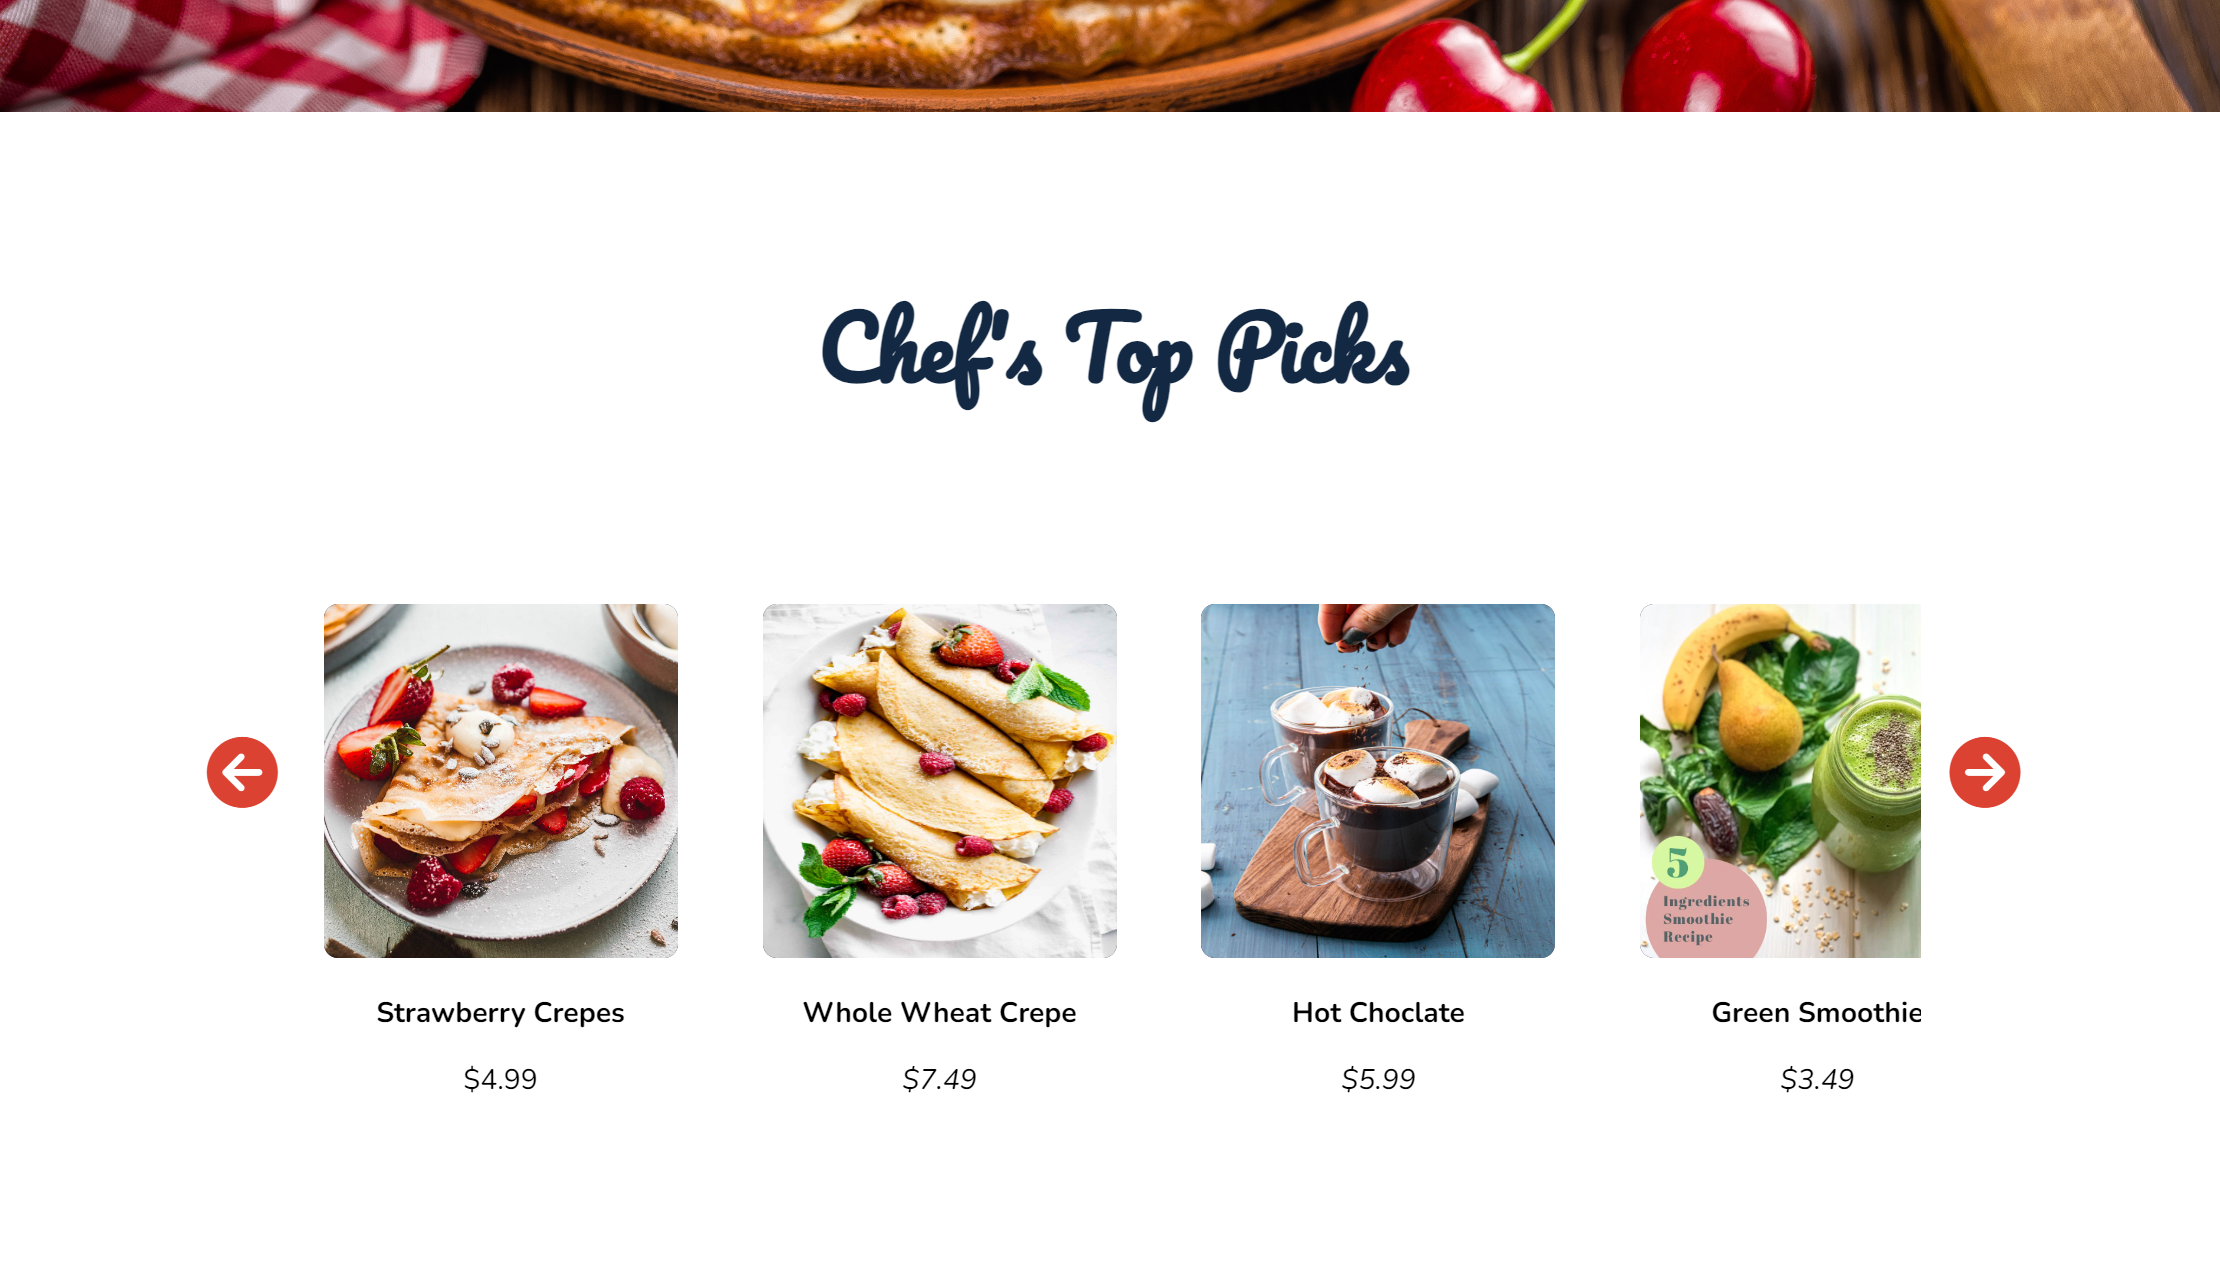 Chef's Top Picks
5
Ingredients
Smoothie
Recipe
Strawberry Crepes
Whole Wheat Crepe
Hot Choclate
Green Smoothie
$4.99
$7.49
$5.99
$3.49